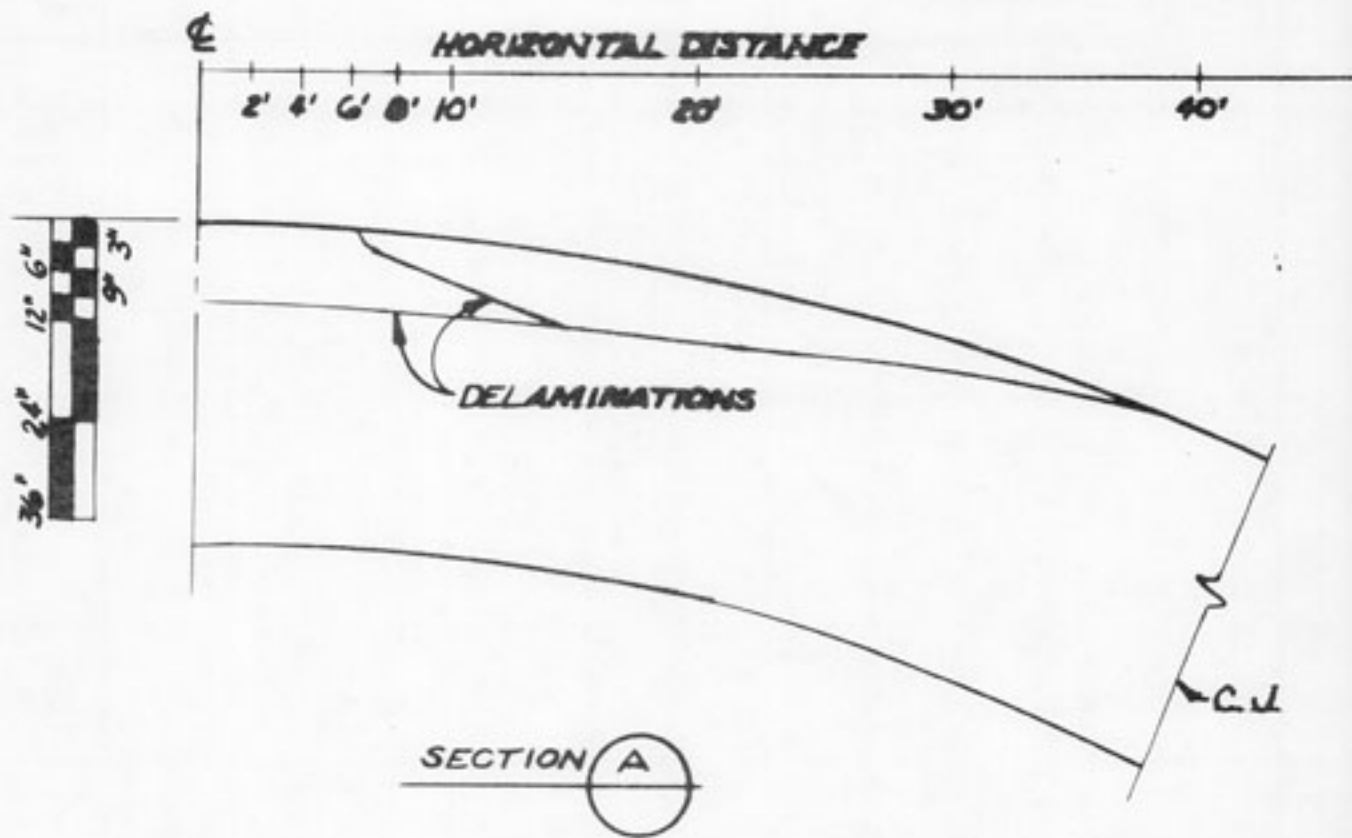 ℄
HORIZONTAL DISTANCE
2' 4' 6' 8' 10' 20' 30' 40'
3"
6"
9"
12"
24"
36"
DELAMINATIONS
C.J.
SECTION A